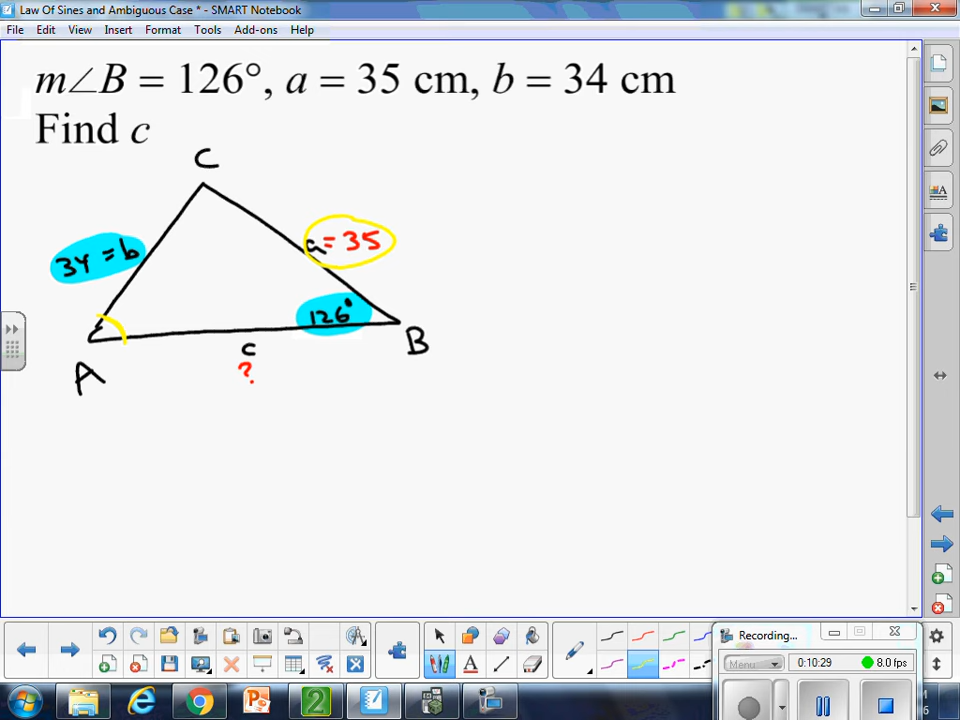 Law Of Sines and Ambiguous Case * - SMART Notebook
File Edit View Insert Format Tools Add-ons Help
m∠B = 126°, a = 35 cm, b = 34 cm
Find c
C
34 = b
a = 35
126°
A
c
?
B
Recording...
Menu
0:10:29
8.0 fps